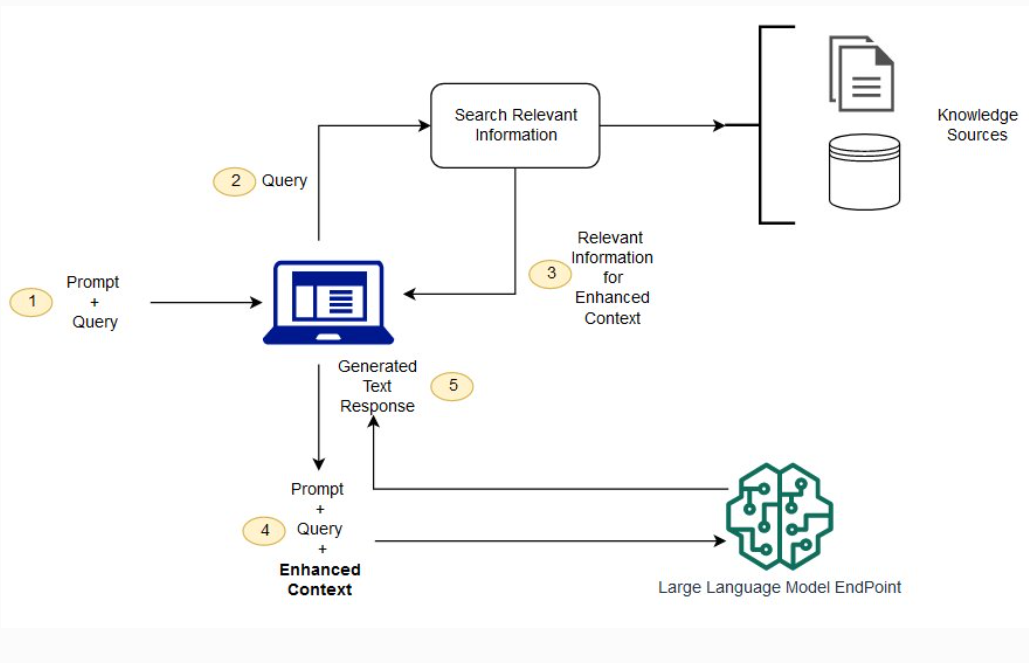 Search Relevant
Information
Knowledge
Sources
2 Query
Relevant
Information
for
Enhanced
Context
3
1
Prompt
+
Query
Generated
Text
Response
5
Prompt
+
Query
+
Enhanced
Context
4
Large Language Model EndPoint